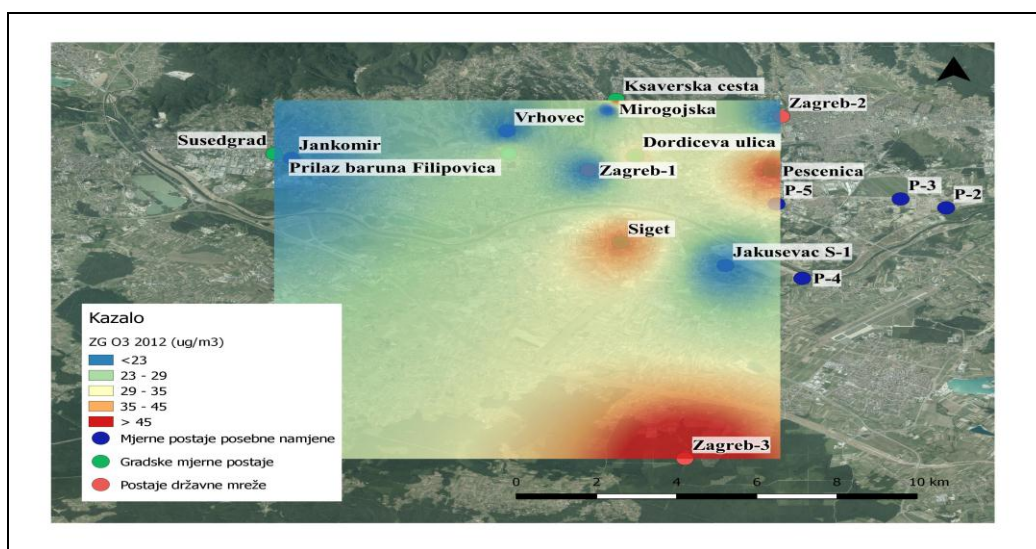 Ksaverska cesta
Mirogojska
Zagreb-2
Vrhovec
Susedgrad
Jankomir
Dordiceva ulica
Prilaz baruna Filipovica
Zagreb-1
Pescenica
P-5
P-3
P-2
Siget
Jakusevac S-1
P-4
Kazalo
ZG O3 2012 (ug/m3)
<23
23 - 29
29 - 35
35 - 45
> 45
Mjerne postaje posebne namjene
Gradske mjerne postaje
Postaje državne mreže
Zagreb-3
0 2 4 6 8 10 km